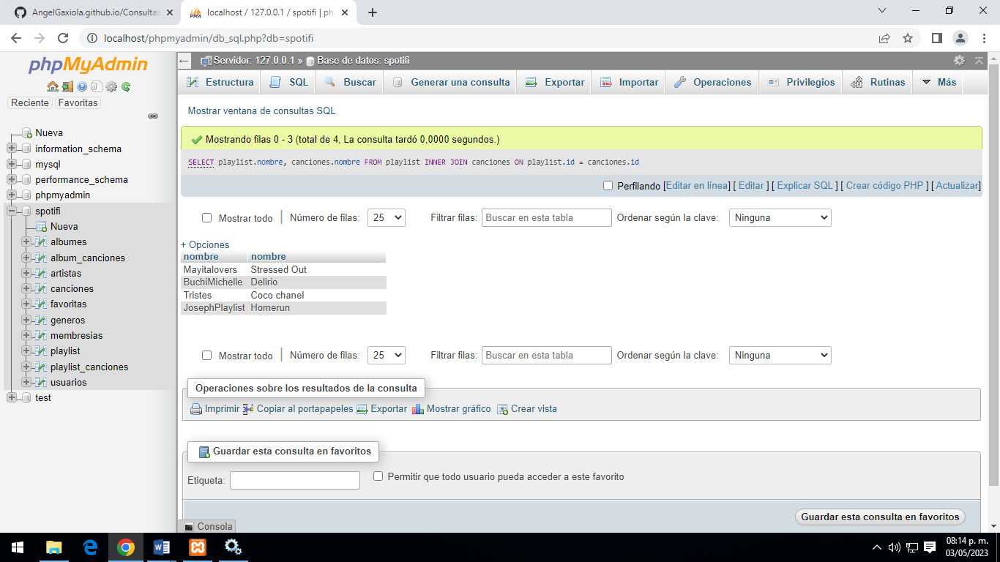 AngelGaxiola.github.io/Consultas
localhost / 127.0.0.1 / spotifi | ph
localhost/phpmyadmin/db_sql.php?db=spotifi
phpMyAdmin
Reciente Favoritas
Nueva
information_schema
mysql
performance_schema
phpmyadmin
spotifi
Nueva
albumes
album_canciones
artistas
canciones
favoritas
generos
membresias
playlist
playlist_canciones
usuarios
test
Servidor: 127.0.0.1 » Base de datos: spotifi
Estructura SQL Buscar Generar una consulta Exportar Importar Operaciones Privilegios Rutinas Más
Mostrar ventana de consultas SQL
Mostrando filas 0 - 3 (total de 4, La consulta tardó 0,0000 segundos.)
SELECT playlist.nombre, canciones.nombre FROM playlist INNER JOIN canciones ON playlist.id = canciones.id
Perfilando [Editar en línea] [ Editar ] [ Explicar SQL ] [ Crear código PHP ] [ Actualizar]
Mostrar todo | Número de filas: 25 Filtrar filas: Buscar en esta tabla Ordenar según la clave: Ninguna
+ Opciones
nombre nombre
Mayitalovers Stressed Out
BuchiMichelle Delirio
Tristes Coco chanel
JosephPlaylist Homerun
Mostrar todo | Número de filas: 25 Filtrar filas: Buscar en esta tabla Ordenar según la clave: Ninguna
Operaciones sobre los resultados de la consulta
Imprimir Copiar al portapapeles Exportar Mostrar gráfico Crear vista
Guardar esta consulta en favoritos
Etiqueta: Permitir que todo usuario pueda acceder a este favorito
Guardar esta consulta en favoritos
Consola
08:14 p. m.
03/05/2023